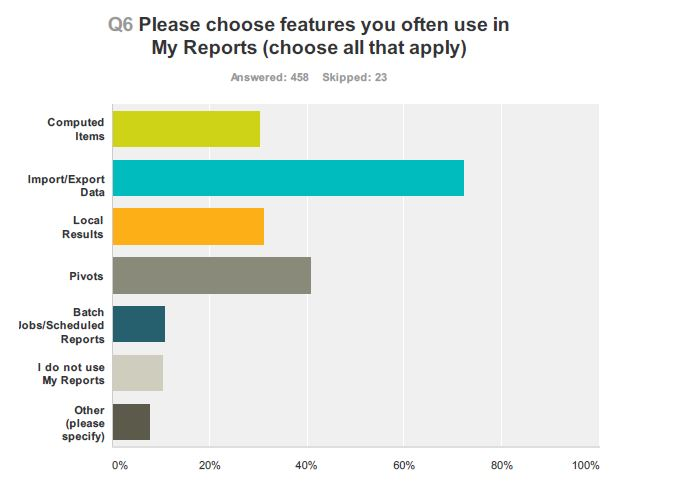 Q6 Please choose features you often use in
My Reports (choose all that apply)
Answered: 458 Skipped: 23
Computed
Items
Import/Export
Data
Local
Results
Pivots
Batch
Jobs/Scheduled
Reports
I do not use
My Reports
Other
(please
specify)
0% 20% 40% 60% 80% 100%